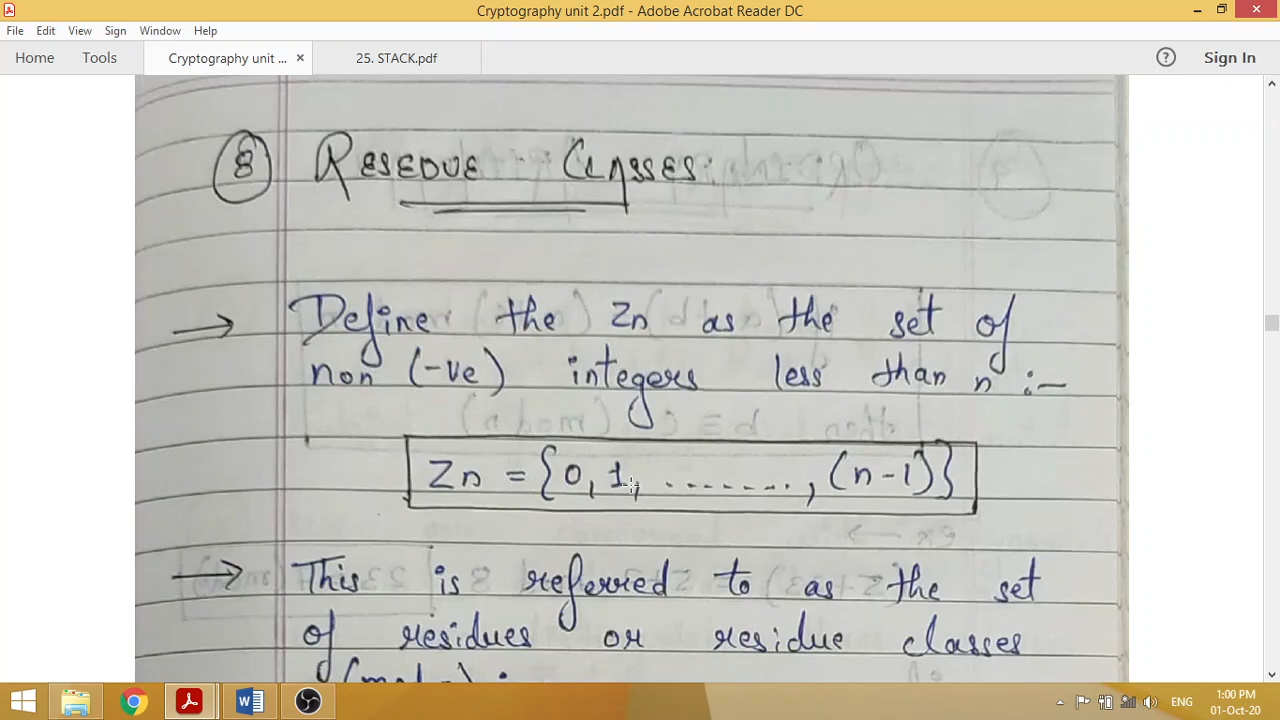 Cryptography unit 2.pdf - Adobe Acrobat Reader DC
File Edit View Sign Window Help
Home Tools Cryptography unit ... × 25. STACK.pdf ? Sign In
8 RESEDUE CLASSES:
→ Define the Zn as the set of
non (-ve) integers less than n :-
Zn = {0, 1, ........, (n-1)}
→ This is referred to as the set
of residues or residue classes
ENG
1:00 PM
01-Oct-20